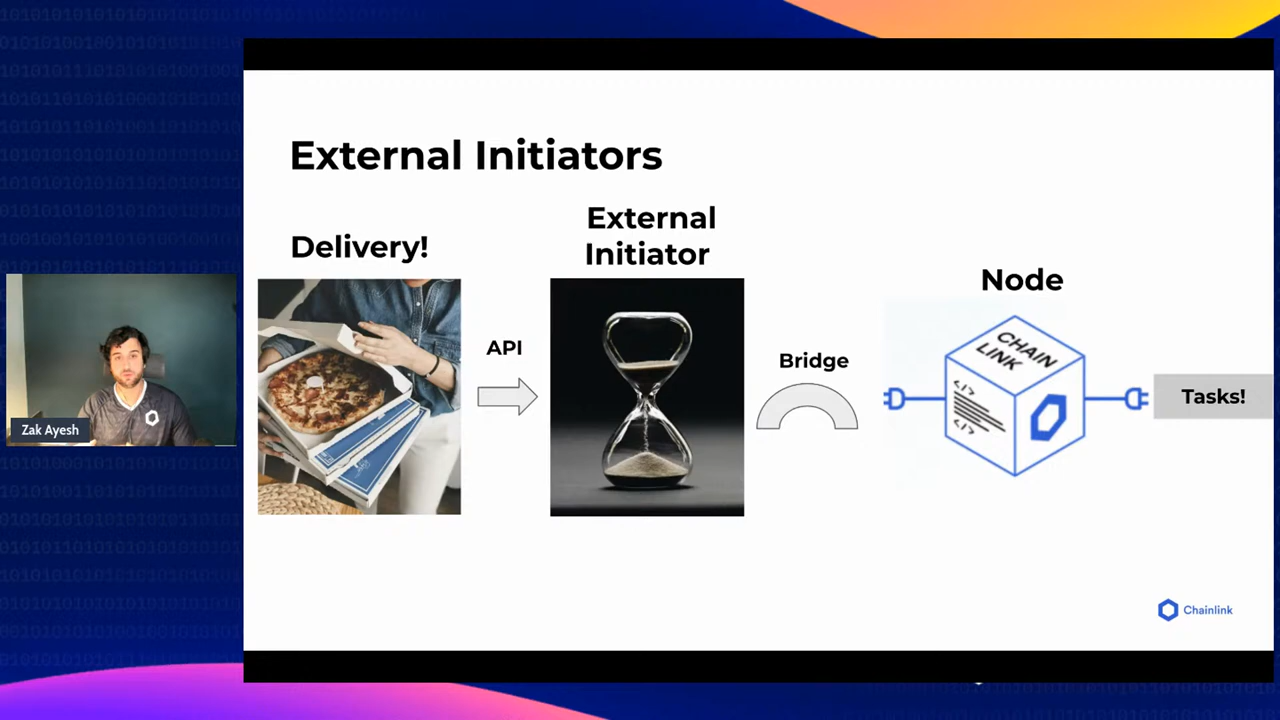 External Initiators
Delivery!
External
Initiator
Node
API
Bridge
CHAIN
LINK
</>
</>
Tasks!
Zak Ayesh
Chainlink